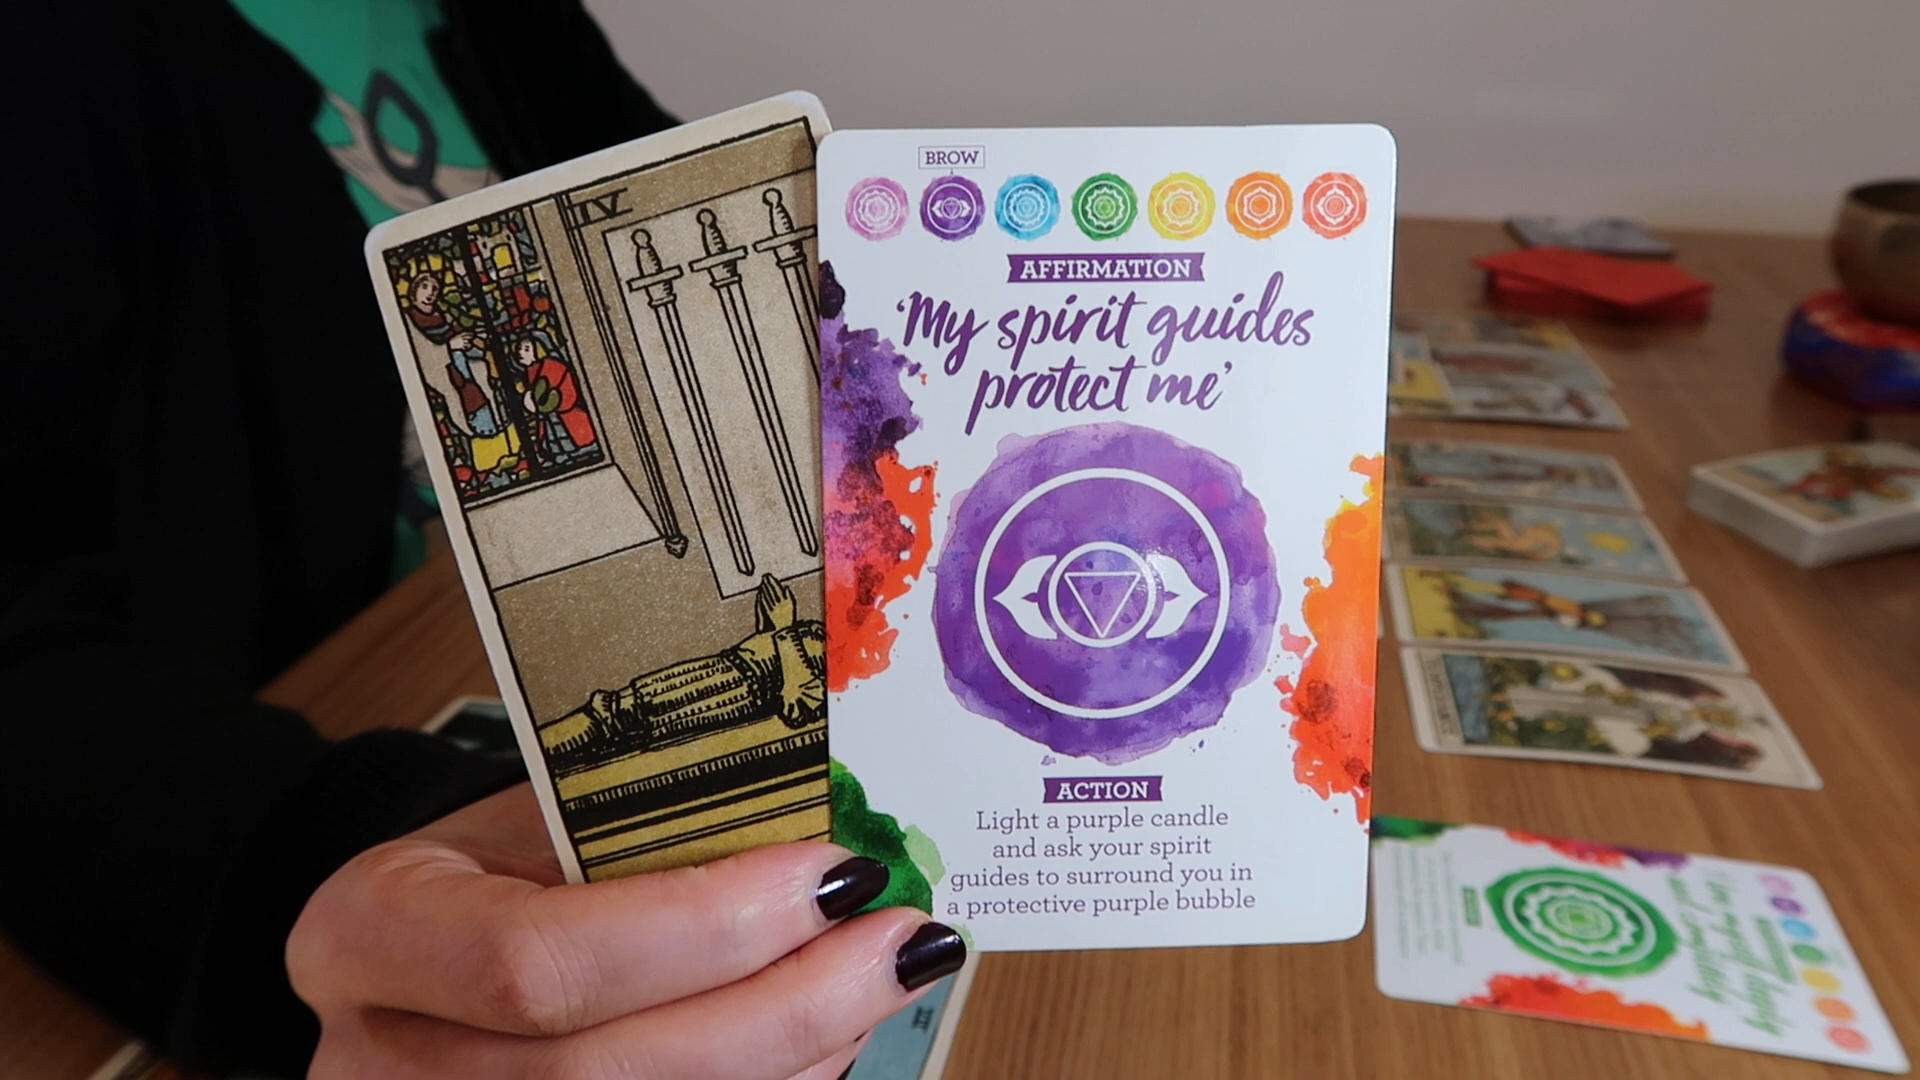 IV
BROW
AFFIRMATION
‘My spirit guides
protect me’
ACTION
Light a purple candle
and ask your spirit
guides to surround you in
a protective purple bubble
III